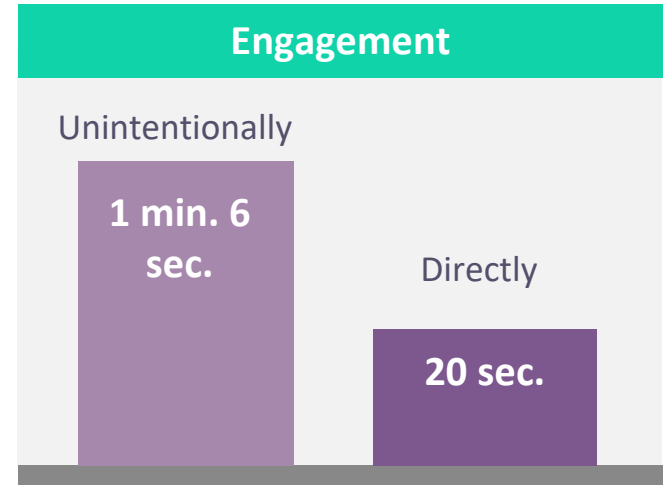 Engagement
Unintentionally
1 min. 6
sec.
Directly
20 sec.